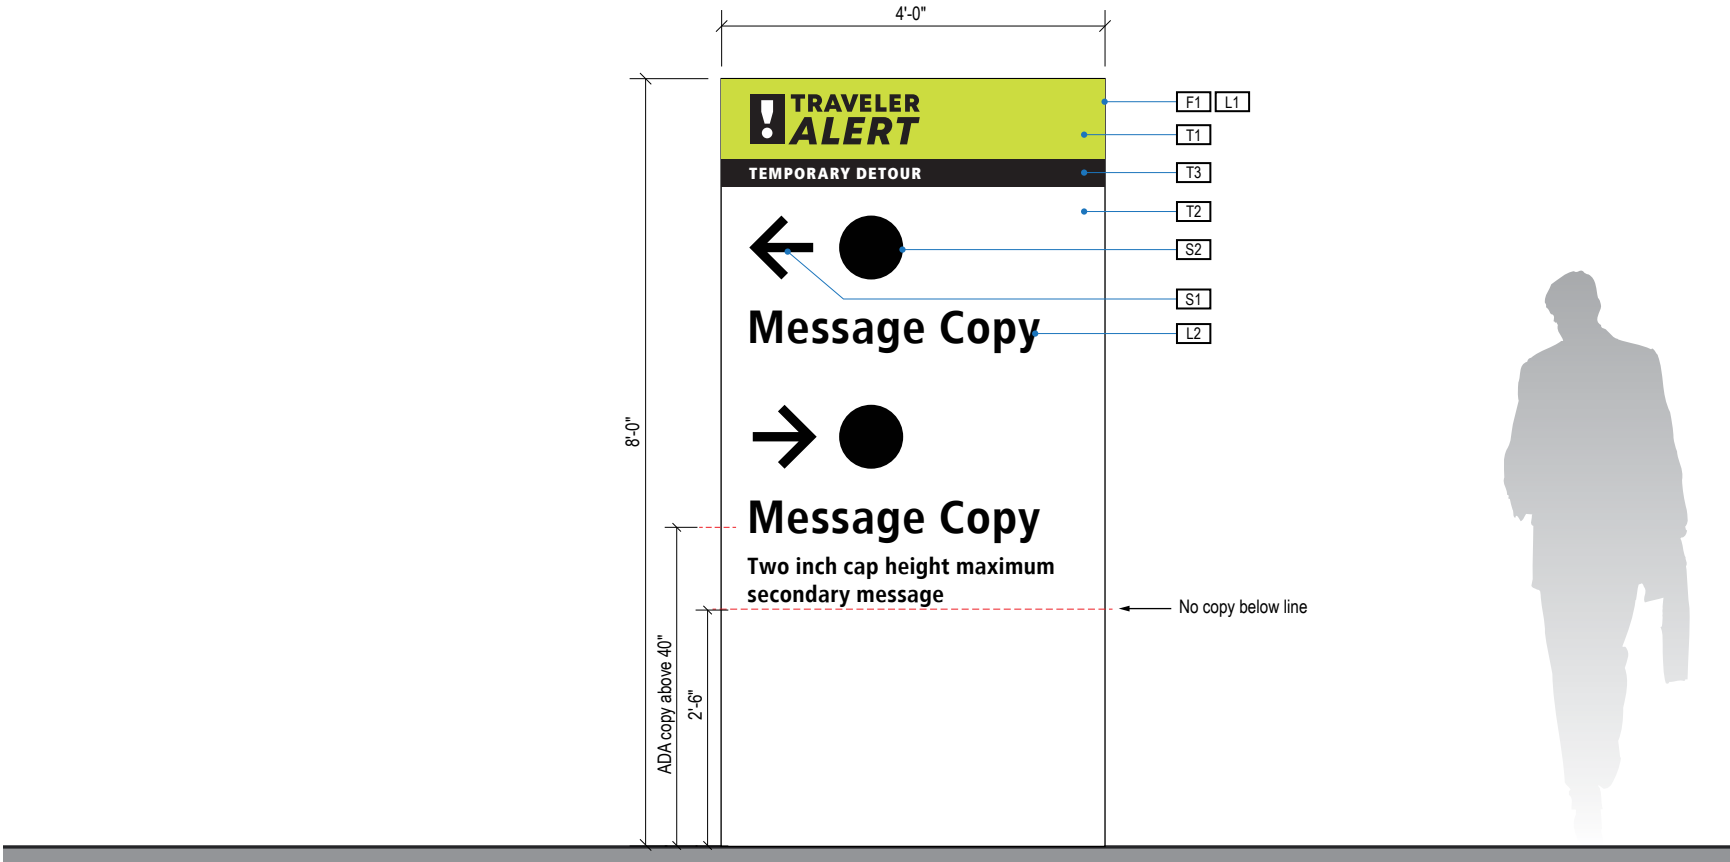 4'-0"
TRAVELER
ALERT
F1 L1
T1
TEMPORARY DETOUR
T3
T2
S2
S1
Message Copy
L2
8'-0"
Message Copy
Two inch cap height maximum
secondary message
No copy below line
ADA copy above 40"
2'-6"